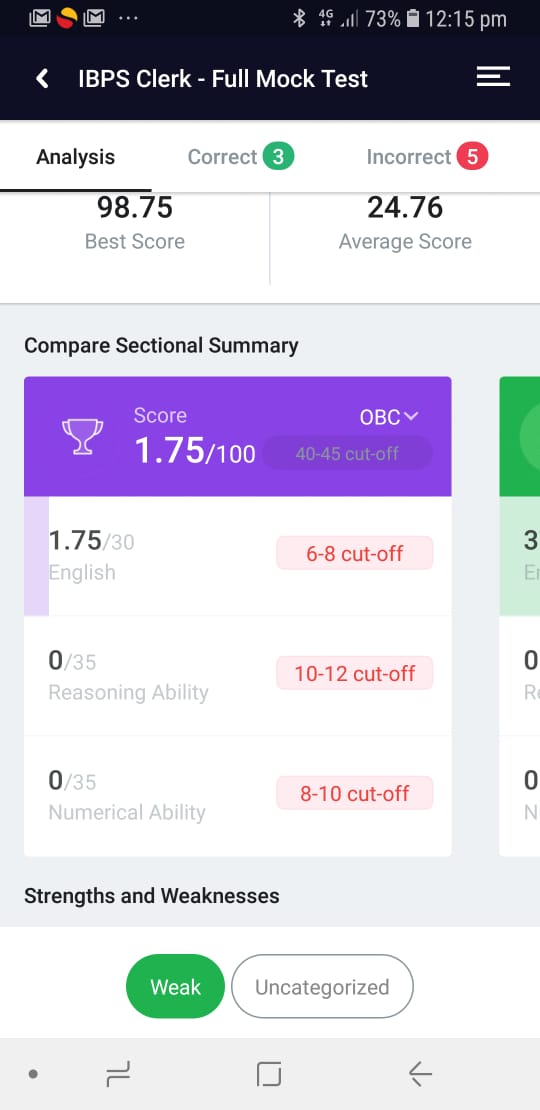 4G 73% 12:15 pm
IBPS Clerk - Full Mock Test
Analysis Correct 3 Incorrect 5
98.75 24.76
Best Score Average Score
Compare Sectional Summary
Score OBC
1.75/100 40-45 cut-off
1.75/30 6-8 cut-off 3
English
0/35 10-12 cut-off 0
Reasoning Ability
0/35 8-10 cut-off 0
Numerical Ability N
Strengths and Weaknesses
Weak Uncategorized